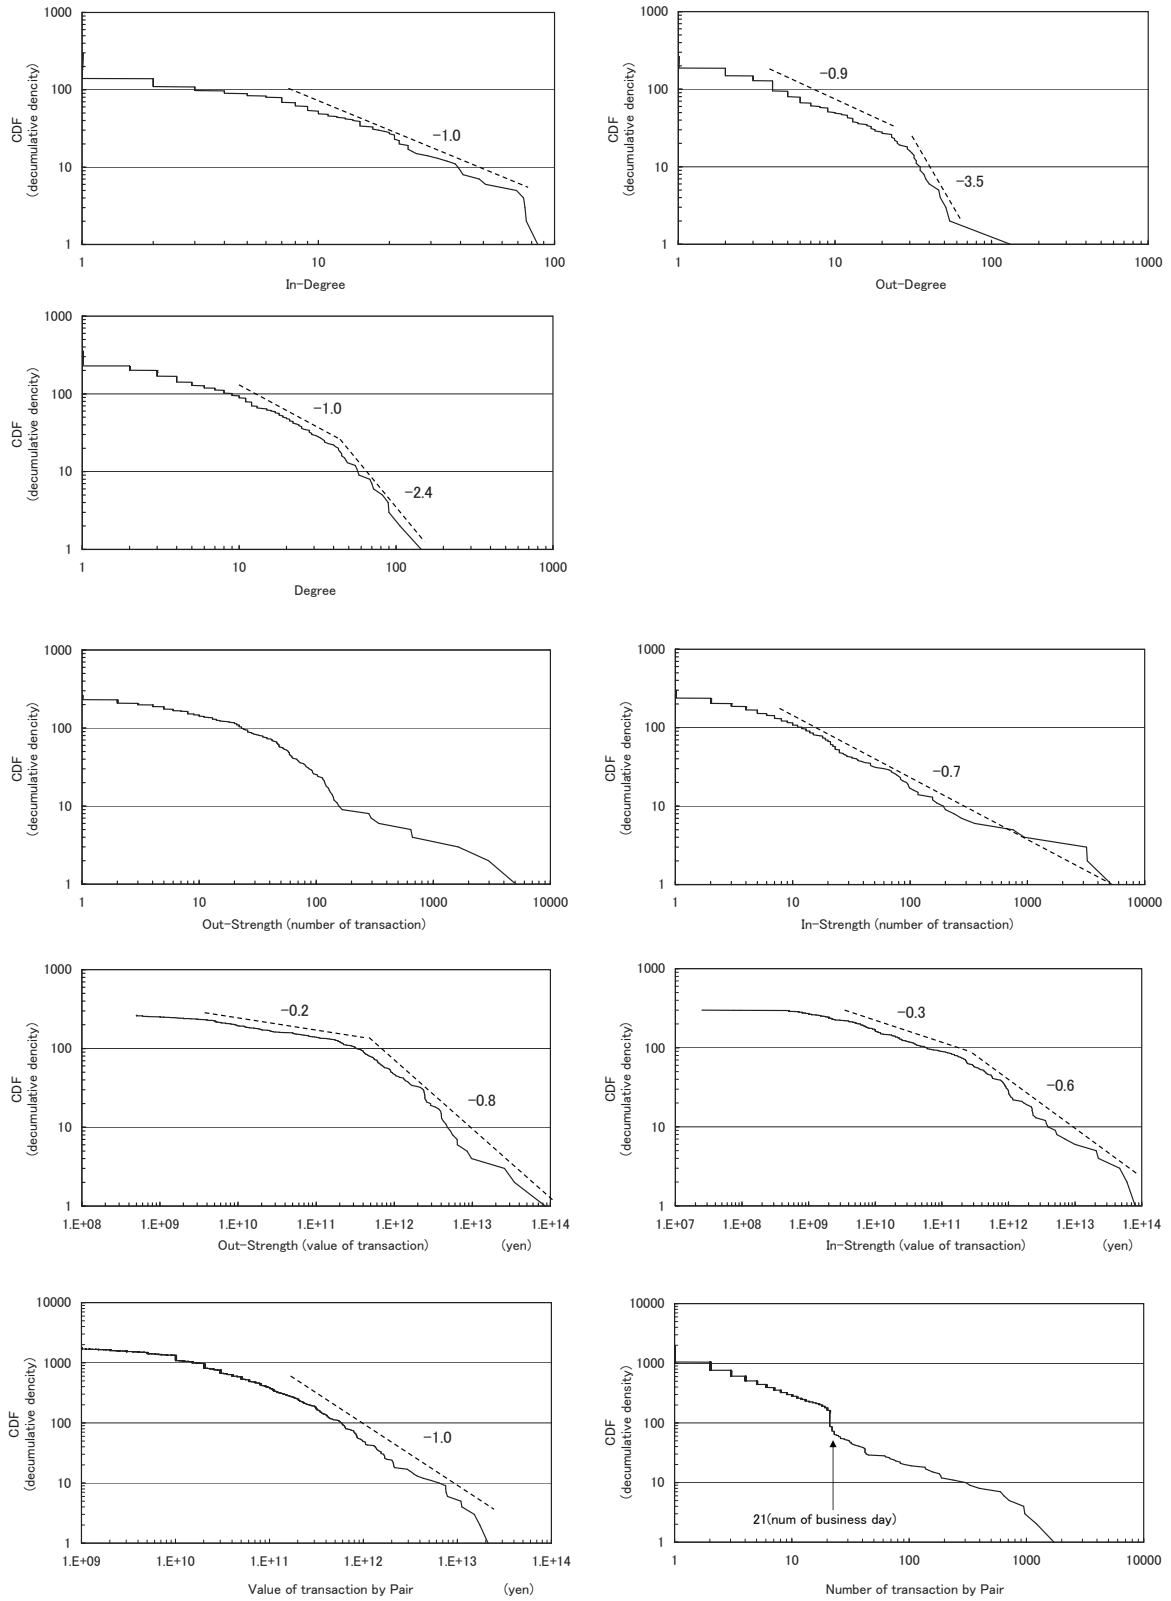 1000
100
10
1
CDF
(decumulative dencity)
-1.0
1
10
100
In-Degree
1000
100
10
1
CDF
(decumulative dencity)
-0.9
-3.5
1
10
100
1000
Out-Degree
1000
100
10
1
CDF
(decumulative dencity)
-1.0
-2.4
1
10
100
1000
Degree
1000
100
10
1
CDF
(decumulative dencity)
1
10
100
1000
10000
Out-Strength (number of transaction)
1000
100
10
1
CDF
(decumulative dencity)
-0.7
1
10
100
1000
10000
In-Strength (number of transaction)
1000
100
10
1
CDF
(decumulative dencity)
-0.2
-0.8
1.E+08
1.E+09
1.E+10
1.E+11
1.E+12
1.E+13
1.E+14
Out-Strength (value of transaction)
(yen)
1000
100
10
1
CDF
(decumulative dencity)
-0.3
-0.6
1.E+07
1.E+08
1.E+09
1.E+10
1.E+11
1.E+12
1.E+13
1.E+14
In-Strength (value of transaction)
(yen)
10000
1000
100
10
1
CDF
(decumulative dencity)
-1.0
1.E+09
1.E+10
1.E+11
1.E+12
1.E+13
1.E+14
Value of transaction by Pair
(yen)
10000
1000
100
10
1
CDF
(decumulative density)
21(num of business day)
1
10
100
1000
10000
Number of transaction by Pair